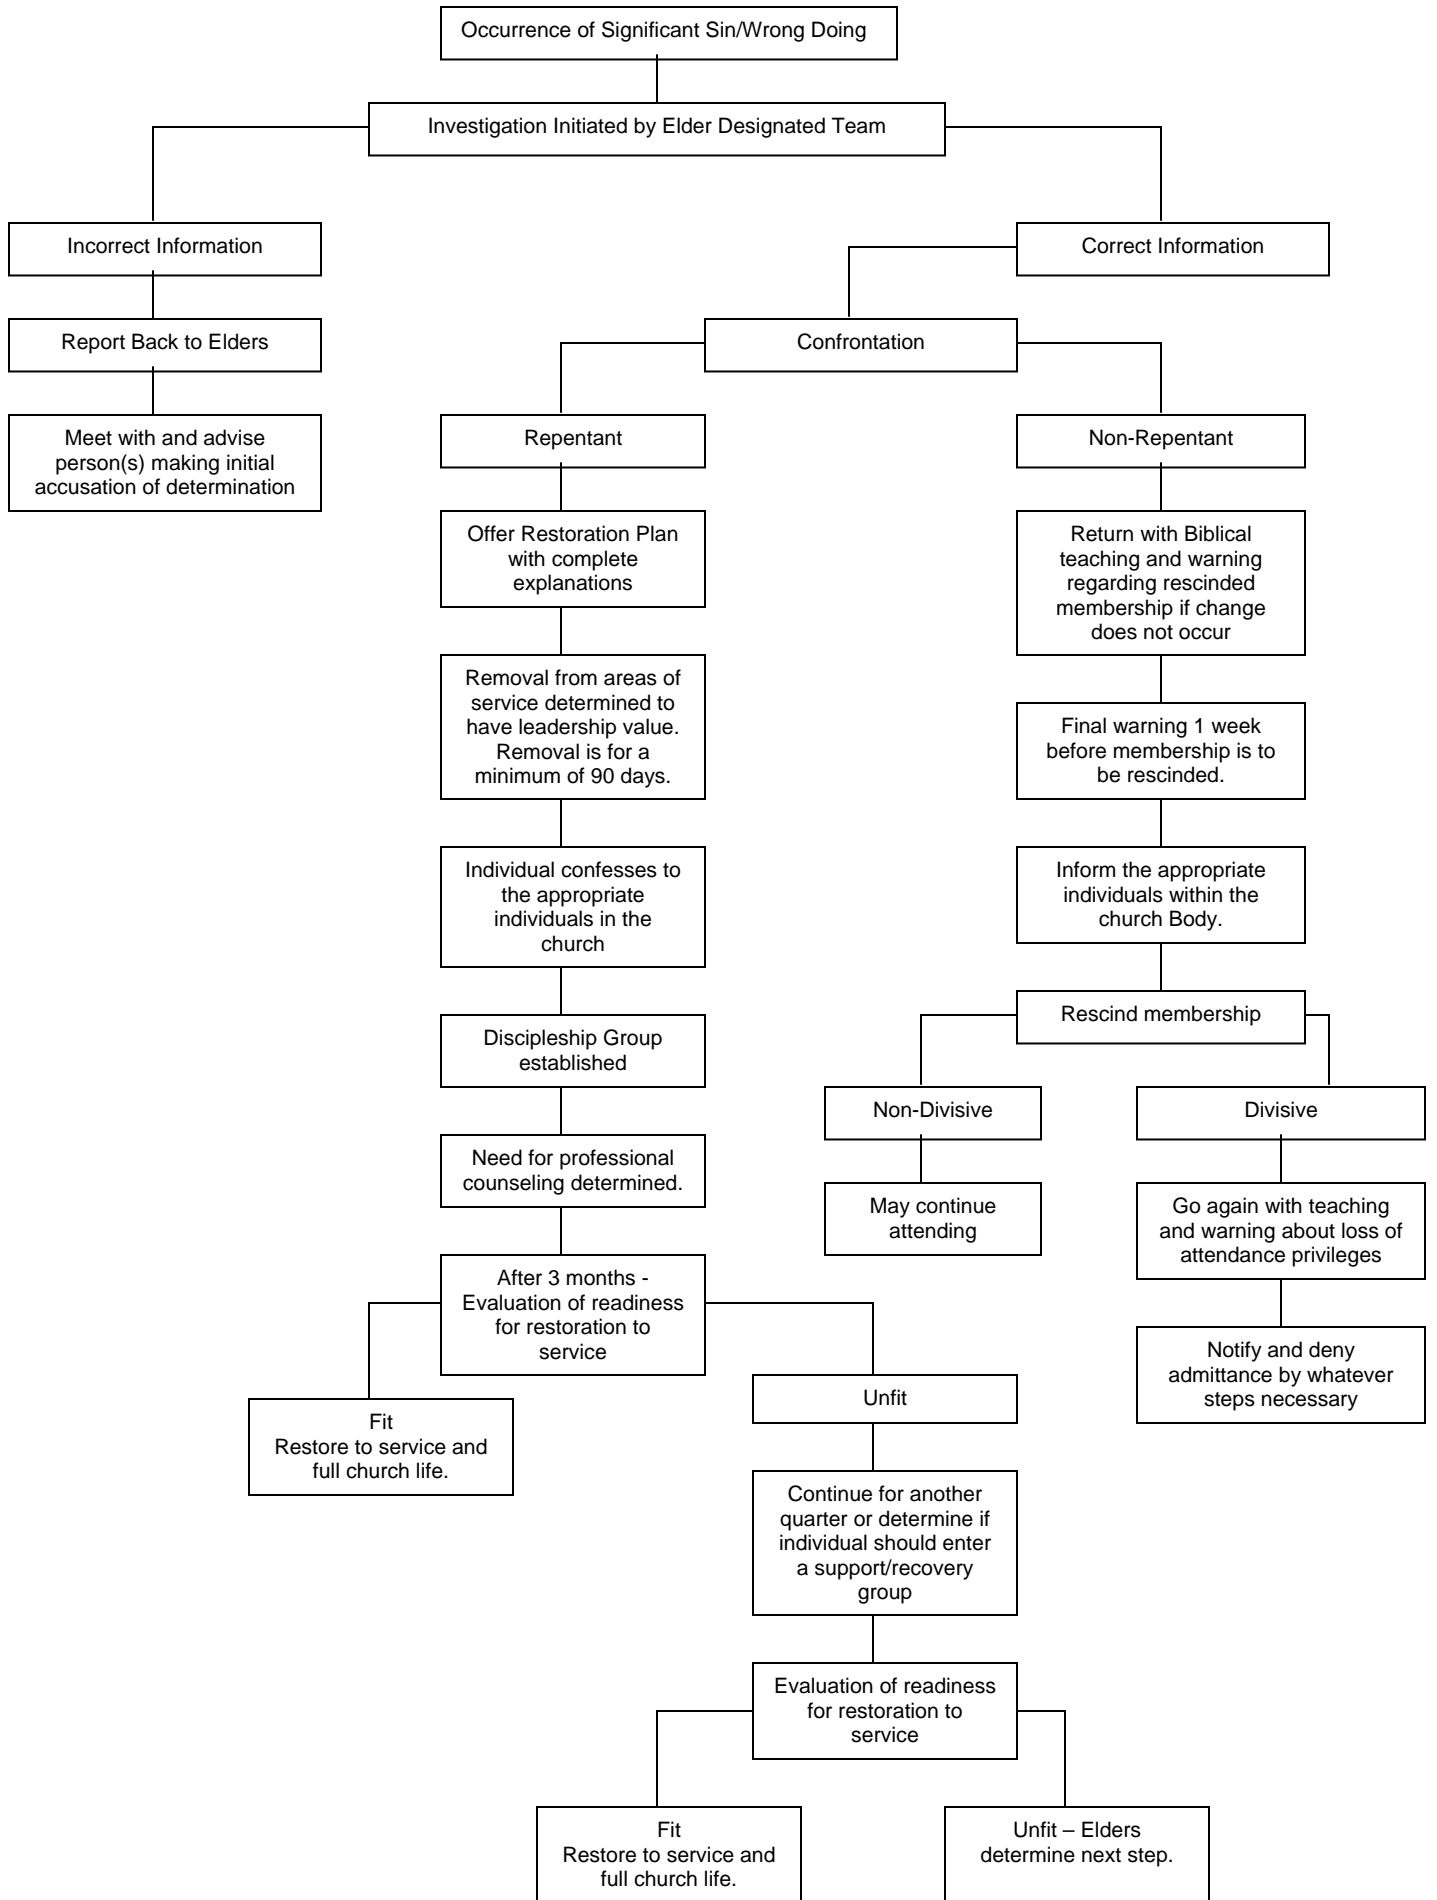 Occurrence of Significant Sin/Wrong Doing
Investigation Initiated by Elder Designated Team
Incorrect Information
Correct Information
Report Back to Elders
Confrontation
Meet with and advise
person(s) making initial
accusation of determination
Repentant
Non-Repentant
Offer Restoration Plan
with complete
explanations
Return with Biblical
teaching and warning
regarding rescinded
membership if change
does not occur
Removal from areas of
service determined to
have leadership value.
Removal is for a
minimum of 90 days.
Final warning 1 week
before membership is to
be rescinded.
Individual confesses to
the appropriate
individuals in the
church
Inform the appropriate
individuals within the
church Body.
Discipleship Group
established
Rescind membership
Non-Divisive
Divisive
Need for professional
counseling determined.
May continue
attending
Go again with teaching
and warning about loss of
attendance privileges
After 3 months -
Evaluation of readiness
for restoration to
service
Notify and deny
admittance by whatever
steps necessary
Fit
Restore to service and
full church life.
Unfit
Continue for another
quarter or determine if
individual should enter
a support/recovery
group
Evaluation of readiness
for restoration to
service
Fit
Restore to service and
full church life.
Unfit – Elders
determine next step.